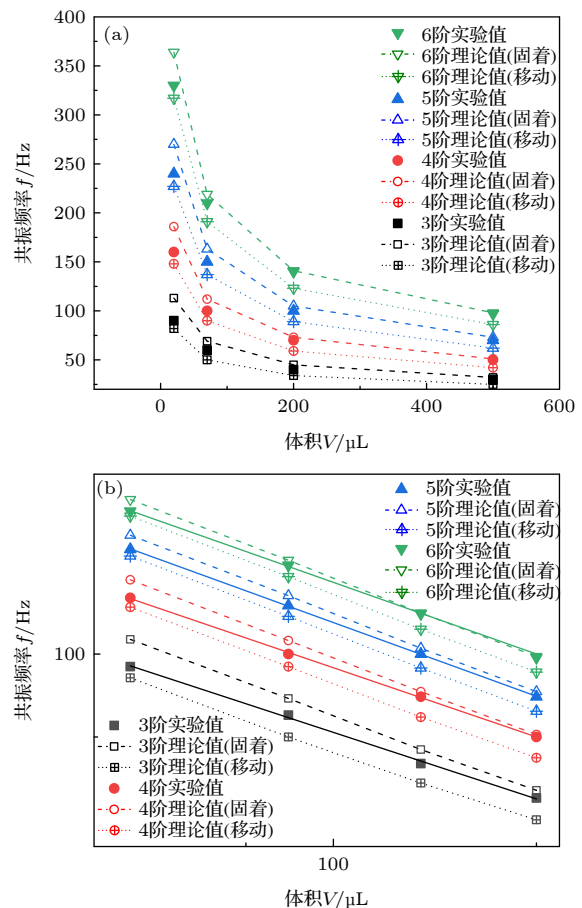 (a)
400
350
300
250
200
150
100
50
共振频率 f/Hz
6阶实验值
6阶理论值(固着)
6阶理论值(移动)
5阶实验值
5阶理论值(固着)
5阶理论值(移动)
4阶实验值
4阶理论值(固着)
4阶理论值(移动)
3阶实验值
3阶理论值(固着)
3阶理论值(移动)
0
200
400
600
体积V/µL
(b)
100
共振频率 f/Hz
5阶实验值
5阶理论值(固着)
5阶理论值(移动)
6阶实验值
6阶理论值(固着)
6阶理论值(移动)
3阶实验值
3阶理论值(固着)
3阶理论值(移动)
4阶实验值
4阶理论值(固着)
4阶理论值(移动)
100
体积V/µL